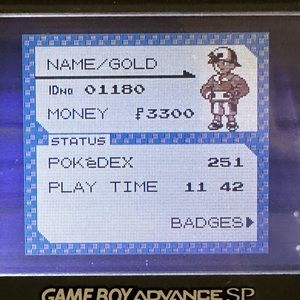 NAME/GOLD
IDNo 01180
MONEY ₽3300
STATUS
POKéDEX 251
PLAY TIME 11 42
BADGES▶
GAME BOY ADVANCE SP